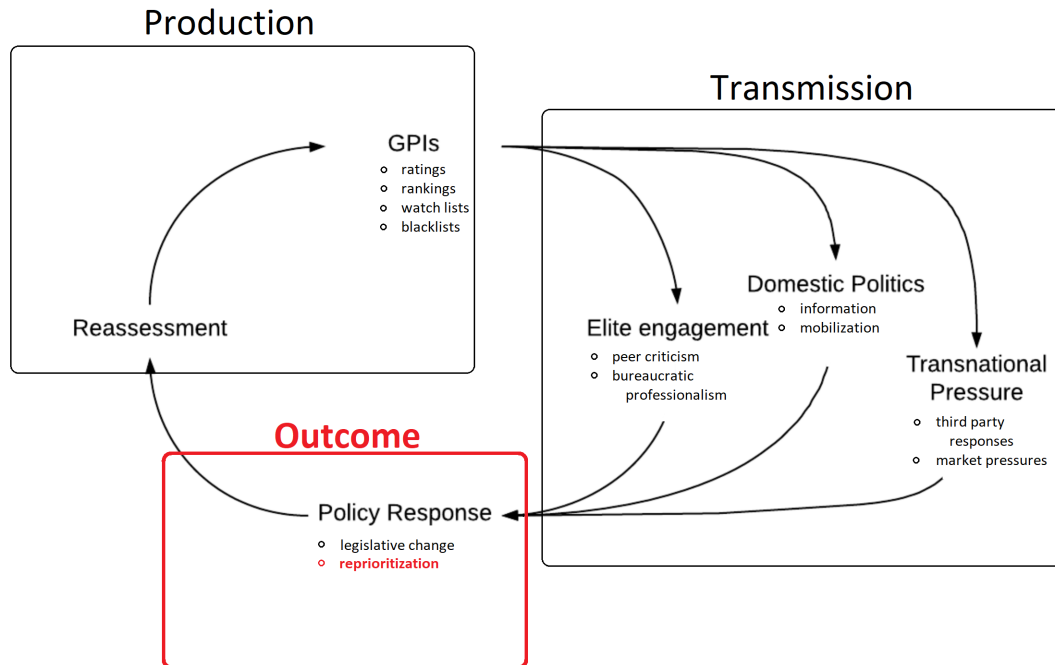 Production
GPIs
ratings
rankings
watch lists
blacklists
Reassessment
Transmission
Elite engagement
peer criticism
bureaucratic
professionalism
Domestic Politics
information
mobilization
Transnational
Pressure
third party
responses
market pressures
Outcome
Policy Response
legislative change
reprioritization